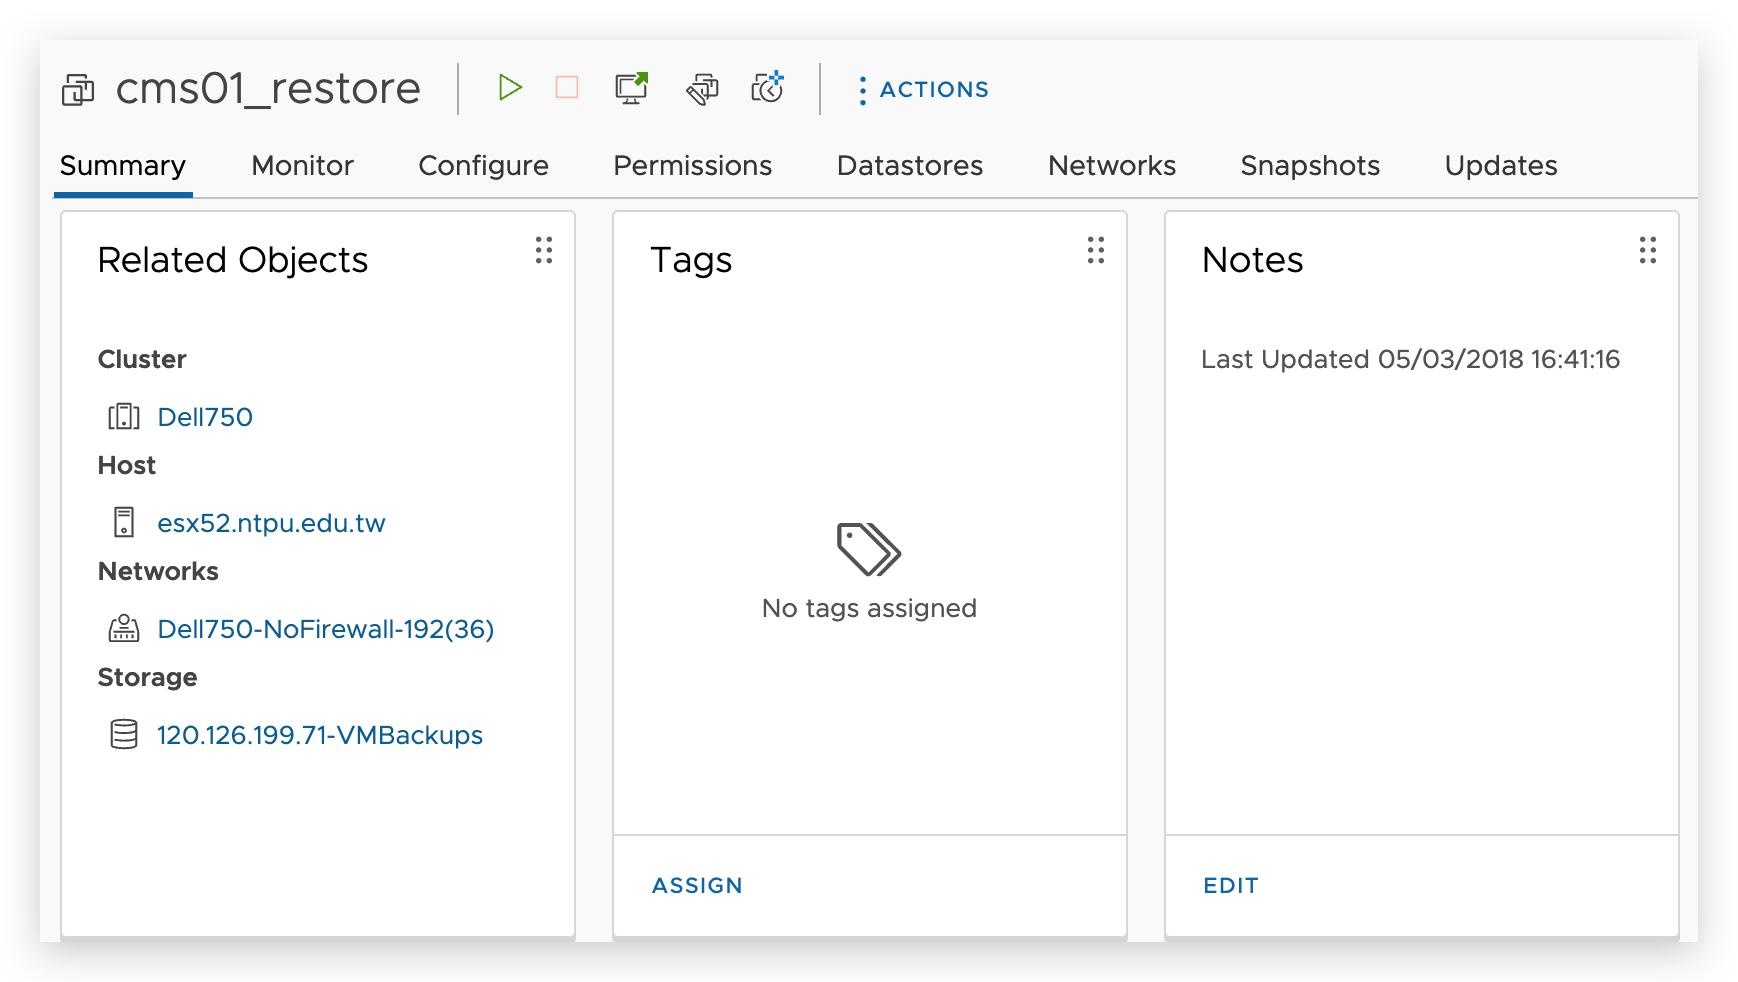 cms01_restore
ACTIONS
Summary Monitor Configure Permissions Datastores Networks Snapshots Updates
Related Objects
Cluster
Dell750
Host
esx52.ntpu.edu.tw
Networks
Dell750-NoFirewall-192(36)
Storage
120.126.199.71-VMBackups
Tags
No tags assigned
ASSIGN
Notes
Last Updated 05/03/2018 16:41:16
EDIT